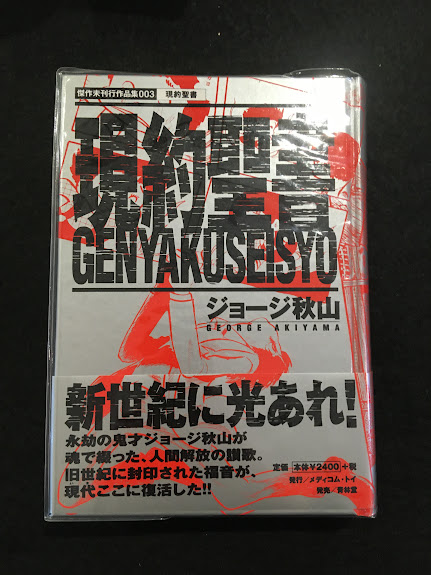 傑作未刊行作品集003 現約聖書
現約聖書
GENYAKUSEISYO
ジョージ秋山
GEORGE AKIYAMA
新世紀に光あれ!
永劫の鬼才ジョージ秋山が
魂で綴った、人間解放の讃歌。
旧世紀に封印された福音が、
現代ここに復活した!!
定価 本体¥2400+税
発行/メディコム・トイ
発売/青林堂